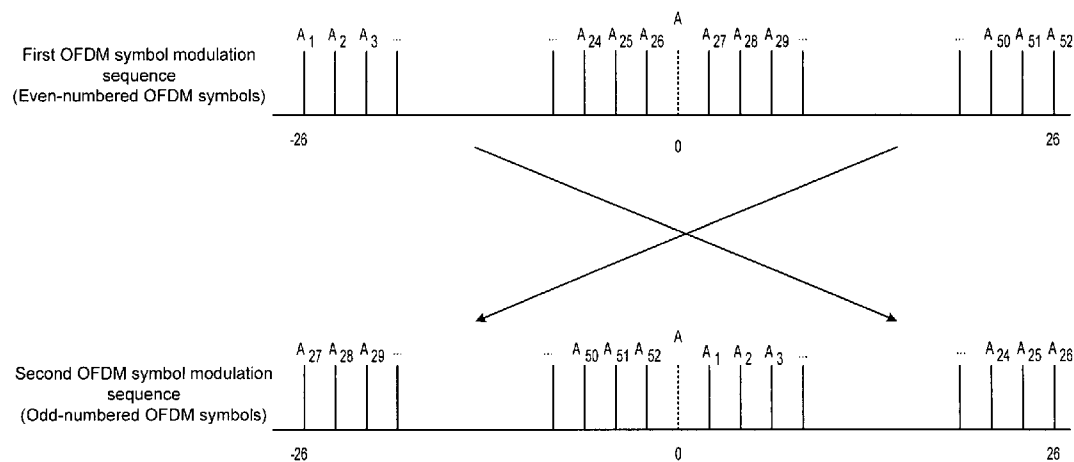 A
A1 A2 A3 ... ... A24 A25 A26 A27 A28 A29 ... ... A50 A51 A52
First OFDM symbol modulation
sequence
(Even-numbered OFDM symbols)
-26 0 26
A
A27 A28 A29 ... ... A50 A51 A52 A1 A2 A3 ... ... A24 A25 A26
Second OFDM symbol modulation
sequence
(Odd-numbered OFDM symbols)
-26 0 26